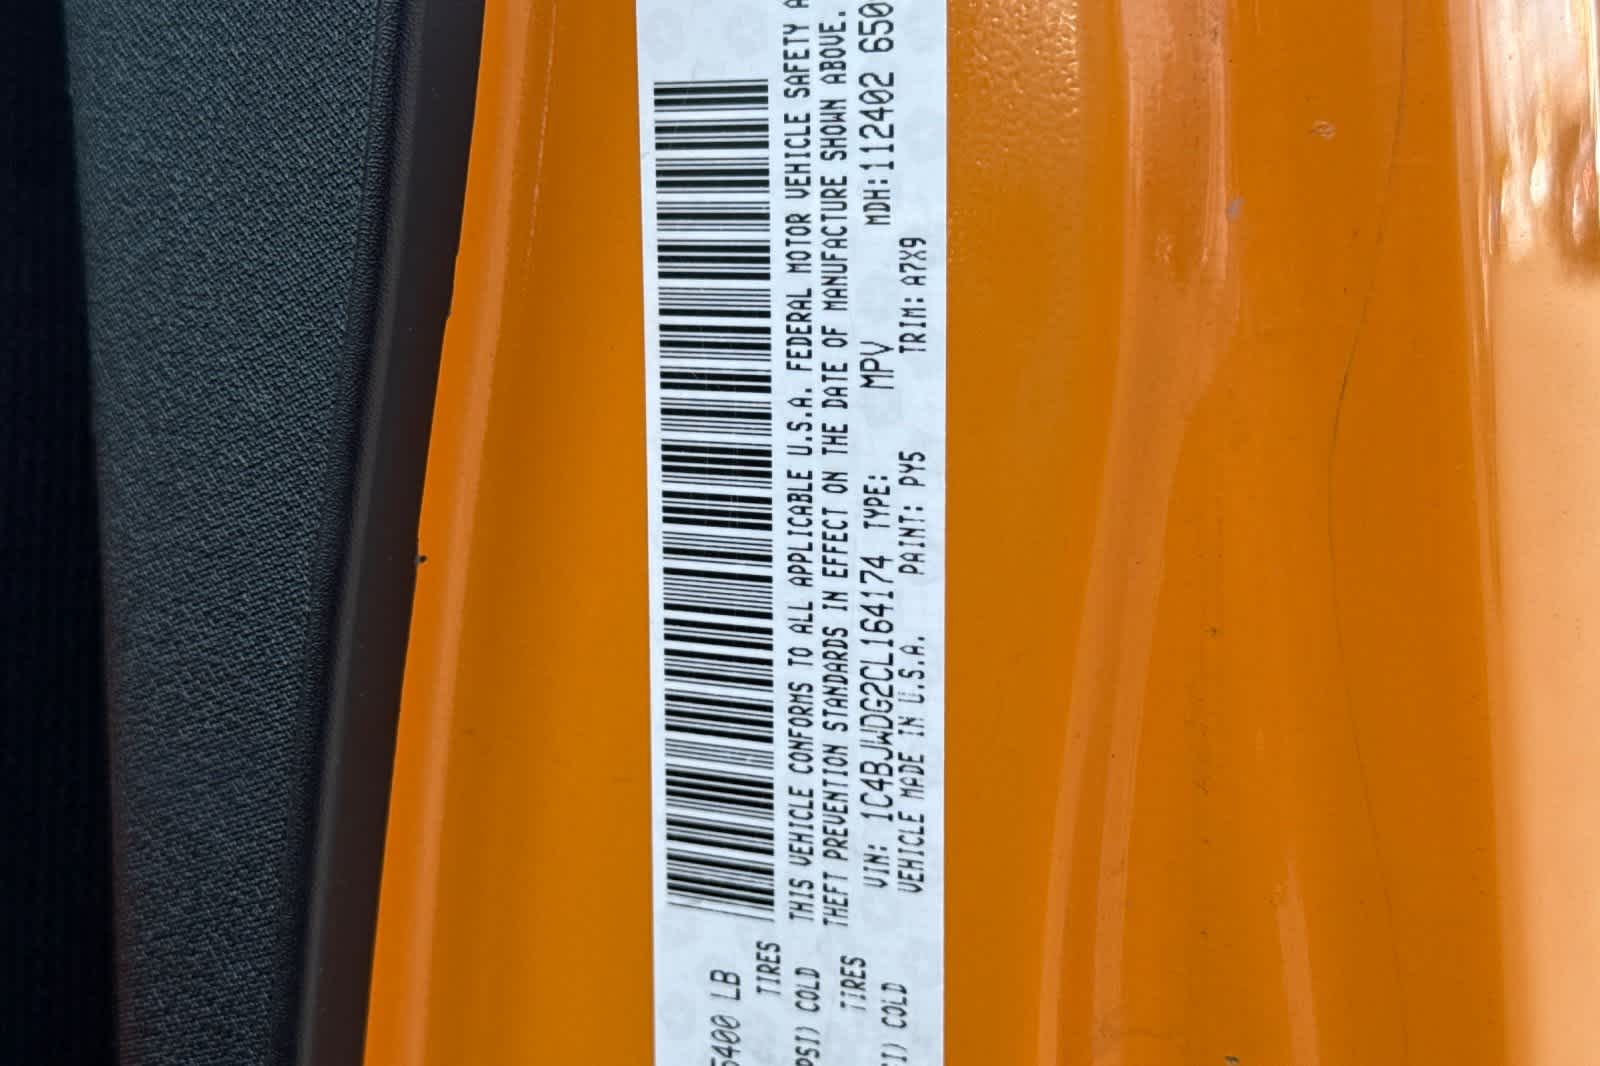 5400 LB
TIRES
PSI) COLD
THIS VEHICLE CONFORMS TO ALL APPLICABLE U.S.A. FEDERAL MOTOR VEHICLE SAFETY A
THEFT PREVENTION STANDARDS IN EFFECT ON THE DATE OF MANUFACTURE SHOWN ABOVE.
TIRES
VIN: 1C4BJWDG2CL164174 TYPE: MPV MDH:112402 650
I) COLD
VEHICLE MADE IN U.S.A. PAINT: PY5 TRIM: A7X9